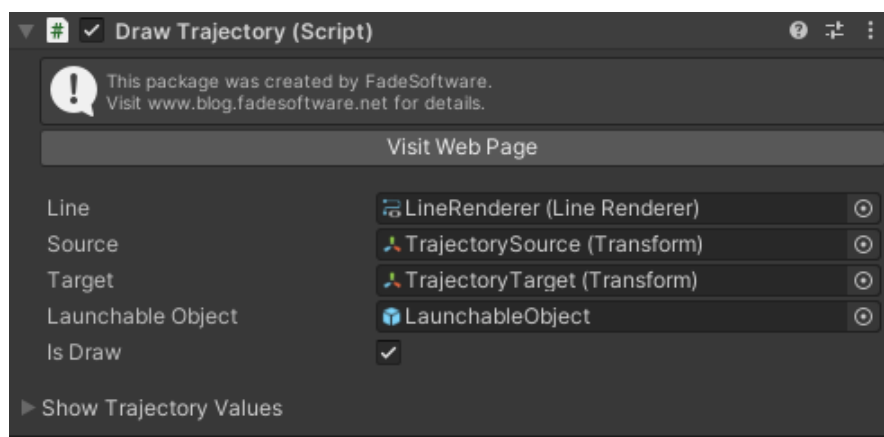 # Draw Trajectory (Script)
This package was created by FadeSoftware.
Visit www.blog.fadesoftware.net for details.
Visit Web Page
Line LineRenderer (Line Renderer)
Source TrajectorySource (Transform)
Target TrajectoryTarget (Transform)
Launchable Object LaunchableObject
Is Draw
Show Trajectory Values